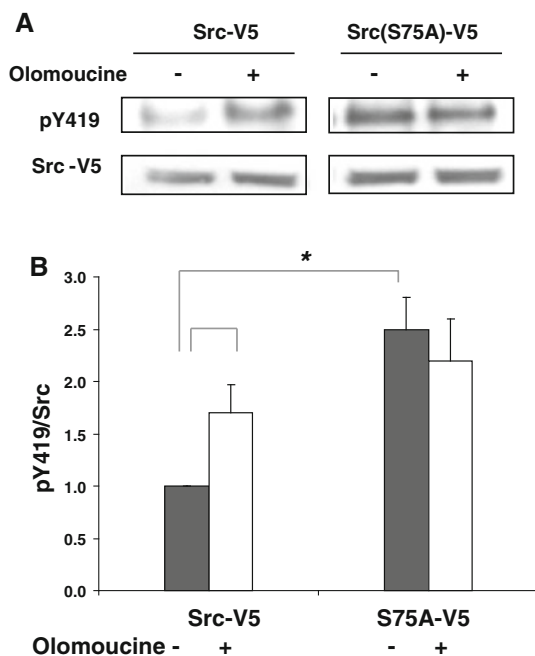 A
Src-V5 Src(S75A)-V5
Olomoucine - + - +
pY419
Src -V5
B
*
3.0
2.5
2.0
1.5
1.0
0.5
0.0
pY419/Src
Src-V5 S75A-V5
Olomoucine - + - +